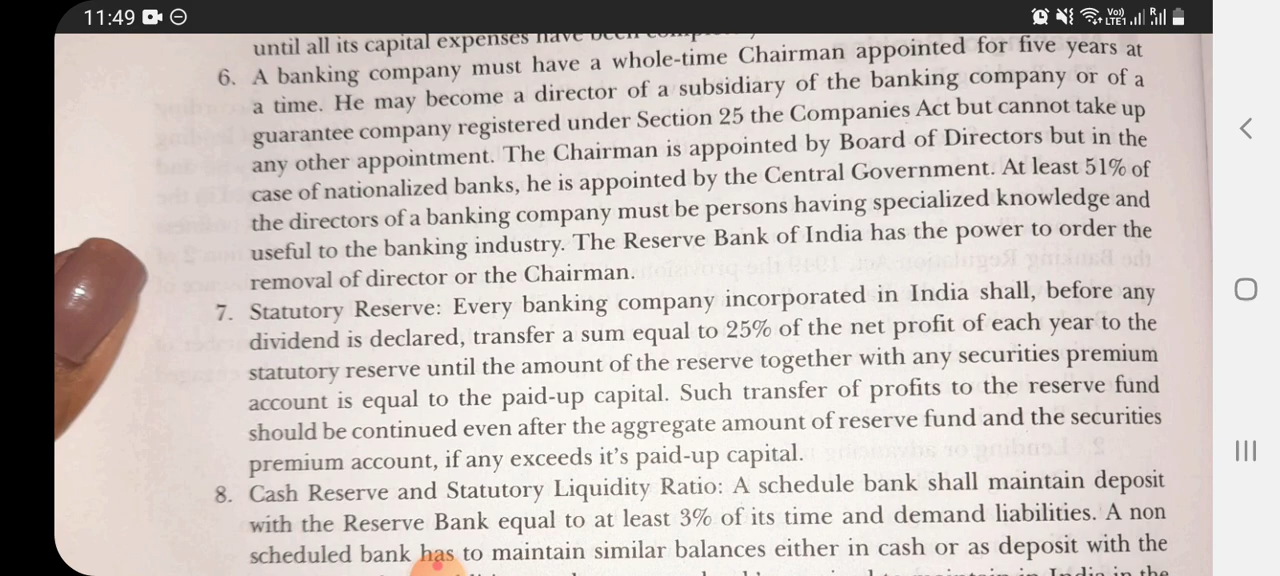 11:49
Vo)) R
LTE1
until all its capital expenses have been
6. A banking company must have a whole-time Chairman appointed for five years at
a time. He may become a director of a subsidiary of the banking company or of a
guarantee company registered under Section 25 the Companies Act but cannot take up
any other appointment. The Chairman is appointed by Board of Directors but in the
case of nationalized banks, he is appointed by the Central Government. At least 51% of
the directors of a banking company must be persons having specialized knowledge and
useful to the banking industry. The Reserve Bank of India has the power to order the
removal of director or the Chairman.
7. Statutory Reserve: Every banking company incorporated in India shall, before any
dividend is declared, transfer a sum equal to 25% of the net profit of each year to the
statutory reserve until the amount of the reserve together with any securities premium
account is equal to the paid-up capital. Such transfer of profits to the reserve fund
should be continued even after the aggregate amount of reserve fund and the securities
premium account, if any exceeds it's paid-up capital.
8. Cash Reserve and Statutory Liquidity Ratio: A schedule bank shall maintain deposit
with the Reserve Bank equal to at least 3% of its time and demand liabilities. A non
scheduled bank has to maintain similar balances either in cash or as deposit with the
in India in the